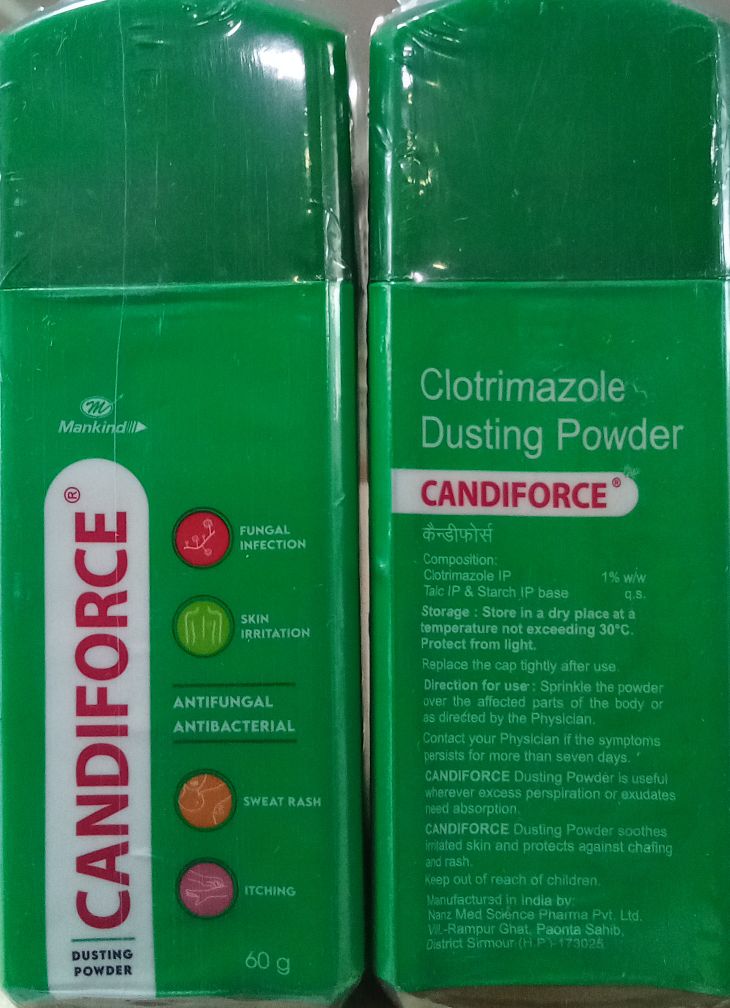 Mankind
CANDIFORCE®
DUSTING
POWDER
FUNGAL
INFECTION
SKIN
IRRITATION
ANTIFUNGAL
ANTIBACTERIAL
SWEAT RASH
ITCHING
60 g
Clotrimazole
Dusting Powder
CANDIFORCE®
कैन्डीफोर्स
Composition:
Clotrimazole IP 1% w/w
Talc IP & Starch IP base q.s.
Storage : Store in a dry place at a
temperature not exceeding 30°C.
Protect from light.
Replace the cap tightly after use.
Direction for use : Sprinkle the powder
over the affected parts of the body or
as directed by the Physician.
Contact your Physician if the symptoms
persists for more than seven days.
CANDIFORCE Dusting Powder is useful
wherever excess perspiration or exudates
need absorption.
CANDIFORCE Dusting Powder soothes
irritated skin and protects against chafing
and rash.
Keep out of reach of children.
Manufactured in India by:
Nanz Med Science Pharma Pvt. Ltd.
Vill.-Rampur Ghat, Paonta Sahib,
District Sirmour (H.P.)-173025